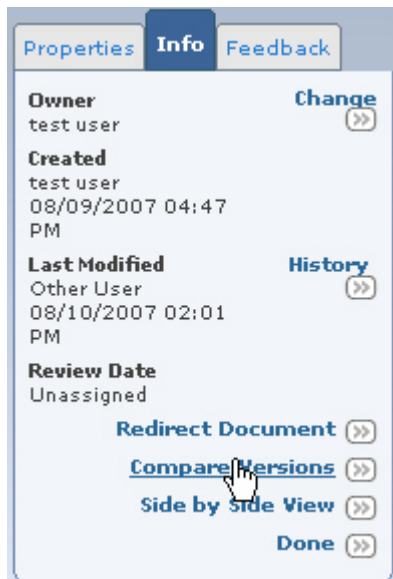 Properties Info Feedback
Owner Change
test user
Created
test user
08/09/2007 04:47
PM
Last Modified History
Other User
08/10/2007 02:01
PM
Review Date
Unassigned
Redirect Document
Compare Versions
Side by Side View
Done